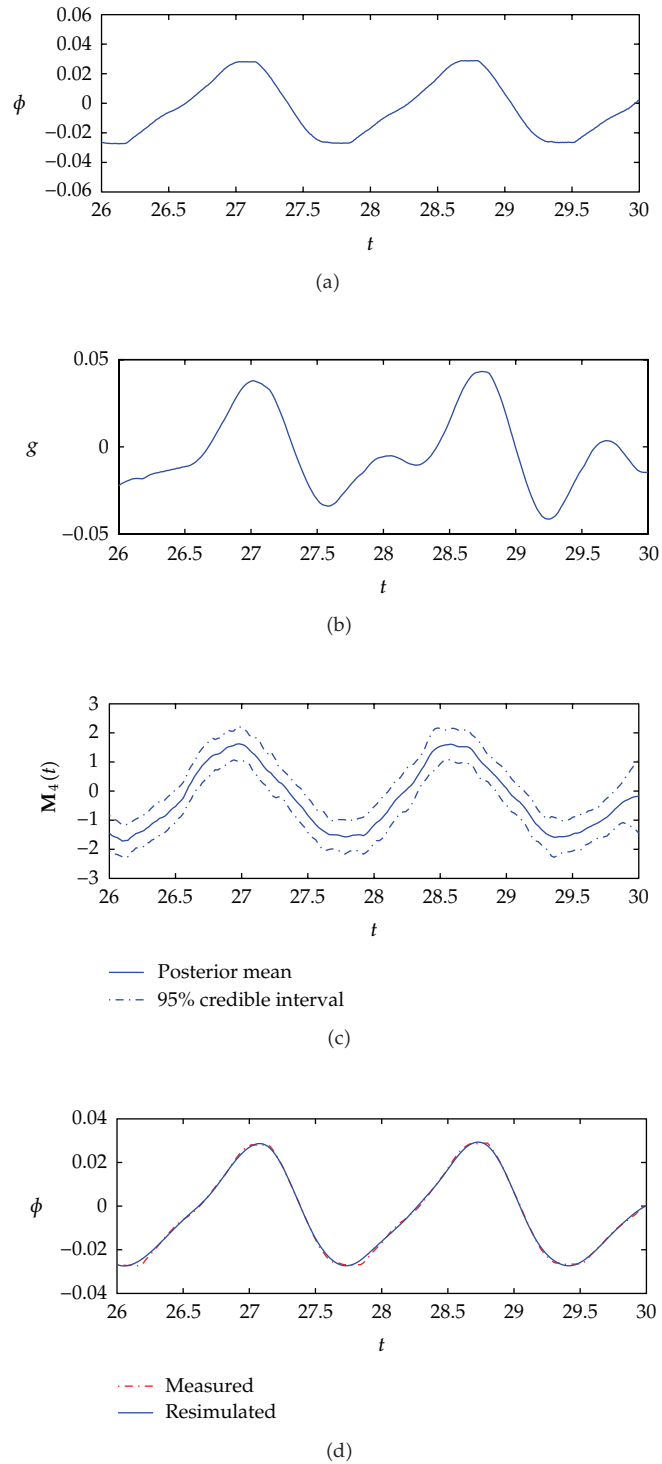 0.06
0.04
0.02
0
−0.02
−0.04
−0.06
ϕ
26 26.5 27 27.5 28 28.5 29 29.5 30
t
(a)
0.05
0
−0.05
g
26 26.5 27 27.5 28 28.5 29 29.5 30
t
(b)
3
2
1
0
−1
−2
−3
M₄(t)
26 26.5 27 27.5 28 28.5 29 29.5 30
t
Posterior mean
95% credible interval
(c)
0.04
0.02
0
−0.02
−0.04
ϕ
26 26.5 27 27.5 28 28.5 29 29.5 30
t
Measured
Resimulated
(d)